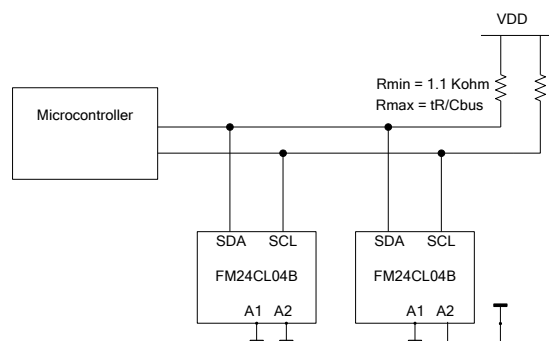 VDD
Rmin = 1.1 Kohm
Rmax = tR/Cbus
Microcontroller
SDA SCL
FM24CL04B
A1 A2
SDA SCL
FM24CL04B
A1 A2